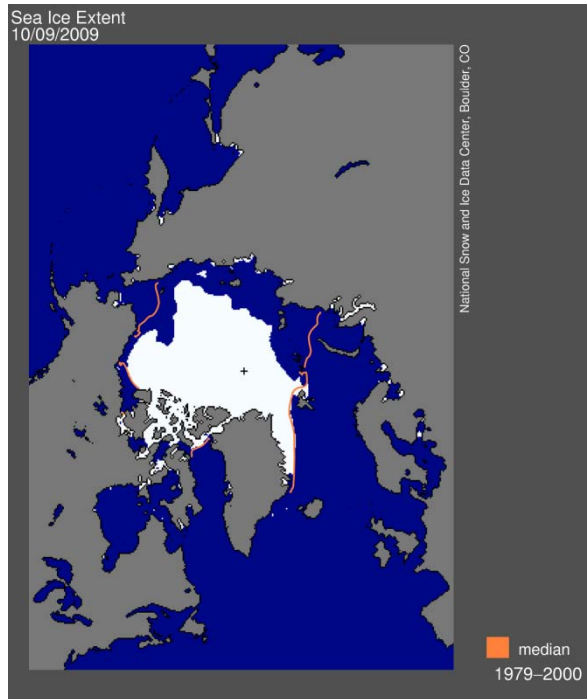 Sea Ice Extent
10/09/2009
National Snow and Ice Data Center, Boulder, CO
median
1979–2000